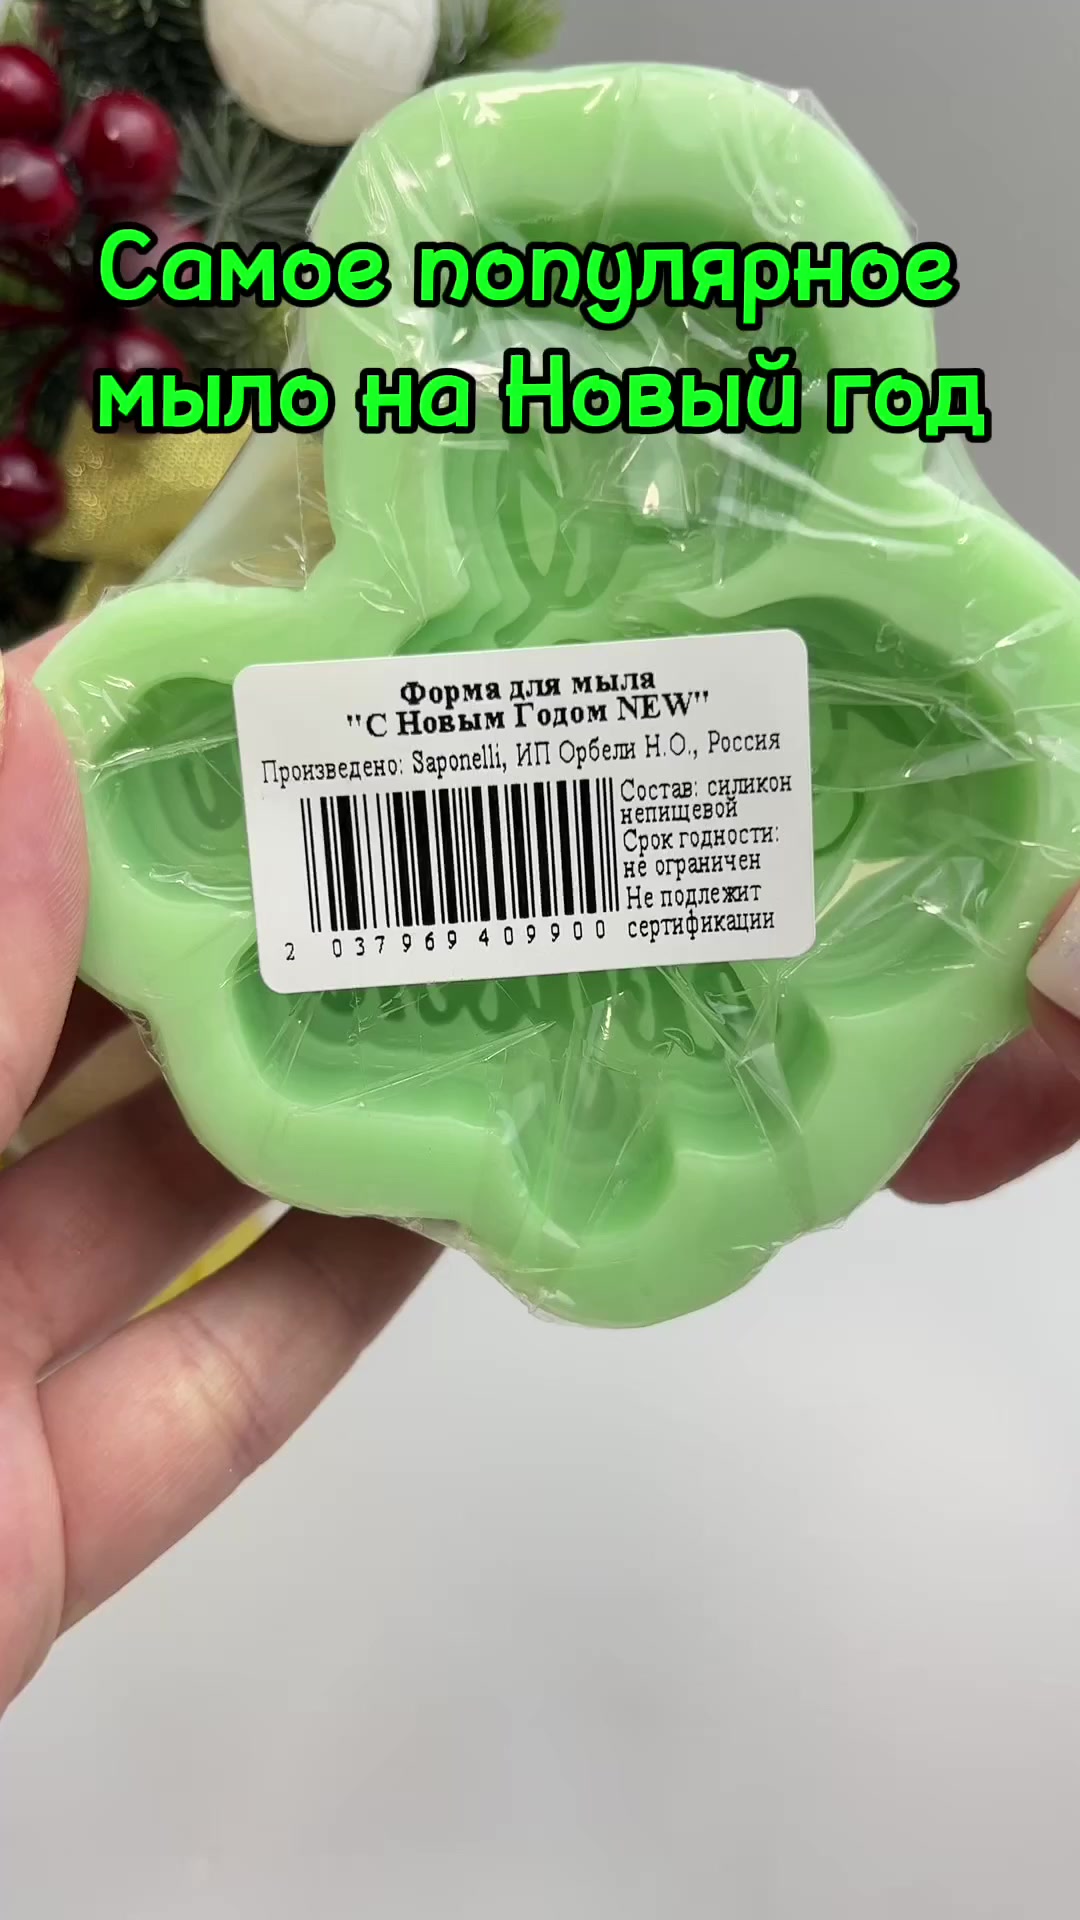 Самое популярное
мыло на Новый год
Форма для мыла
"С Новым Годом NEW"
Произведено: Saponelli, ИП Орбели Н.О., Россия
Состав: силикон
непищевой
Срок годности:
не ограничен
Не подлежит
сертификации
2 037969 409900